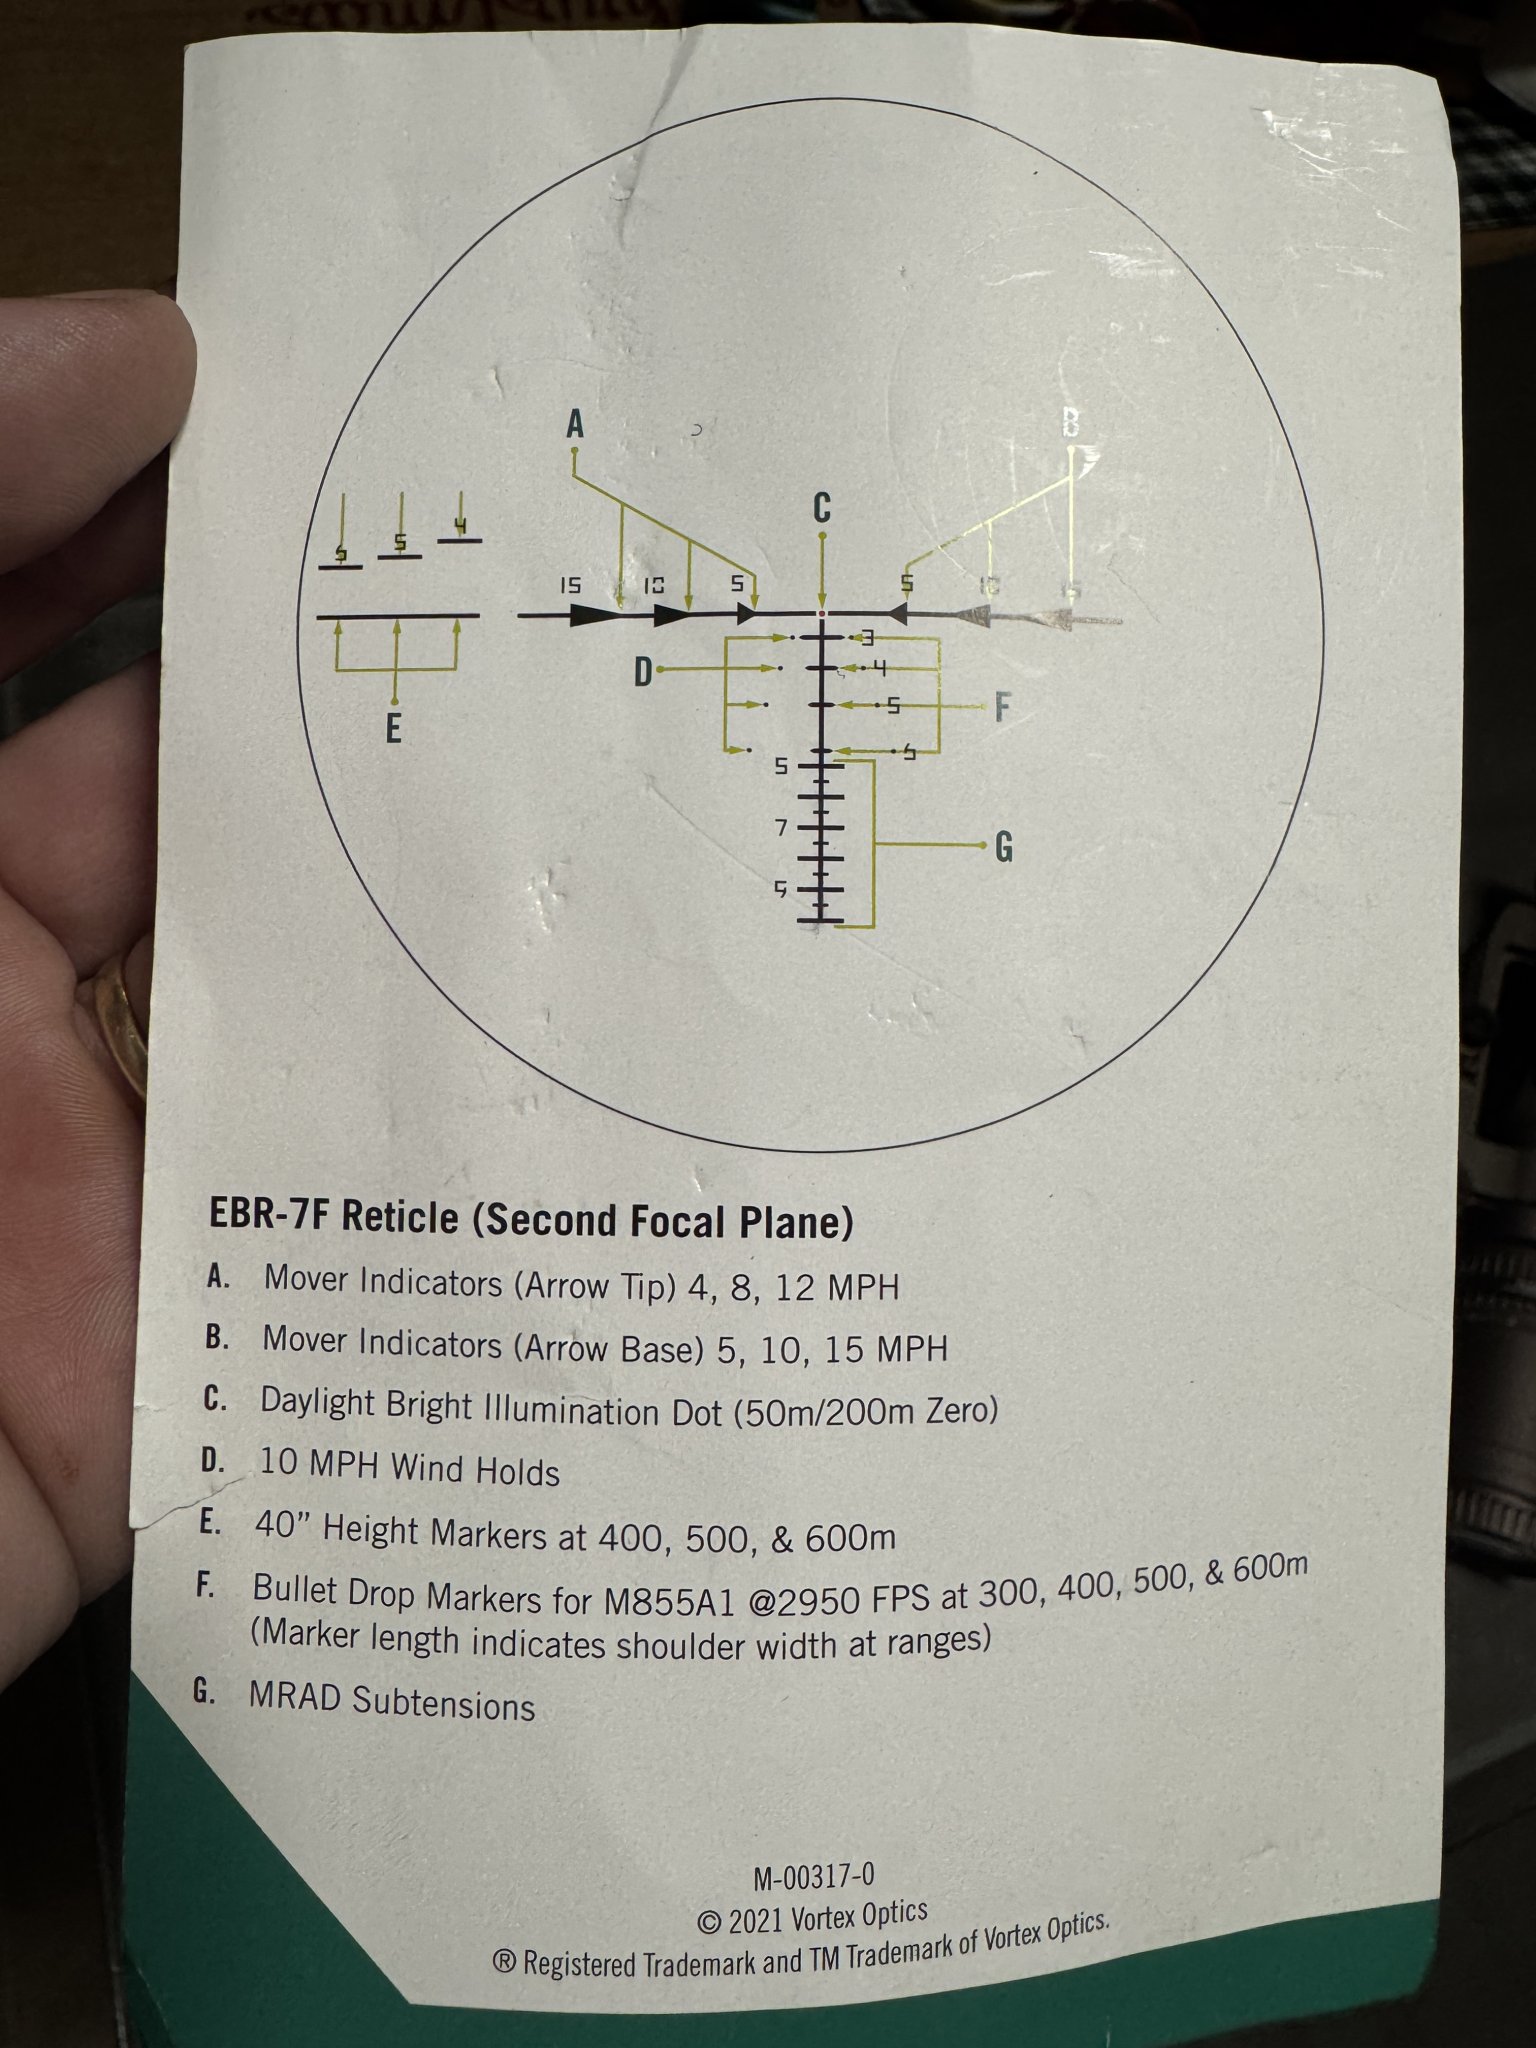 A
B
C
6
5
4
15
10
5
5
10
15
3
D
4
E
5
F
6
5
7
G
9
EBR-7F Reticle (Second Focal Plane)
A. Mover Indicators (Arrow Tip) 4, 8, 12 MPH
B. Mover Indicators (Arrow Base) 5, 10, 15 MPH
C. Daylight Bright Illumination Dot (50m/200m Zero)
D. 10 MPH Wind Holds
E. 40” Height Markers at 400, 500, & 600m
F. Bullet Drop Markers for M855A1 @2950 FPS at 300, 400, 500, & 600m
(Marker length indicates shoulder width at ranges)
G. MRAD Subtensions
M-00317-0
© 2021 Vortex Optics
® Registered Trademark and TM Trademark of Vortex Optics.